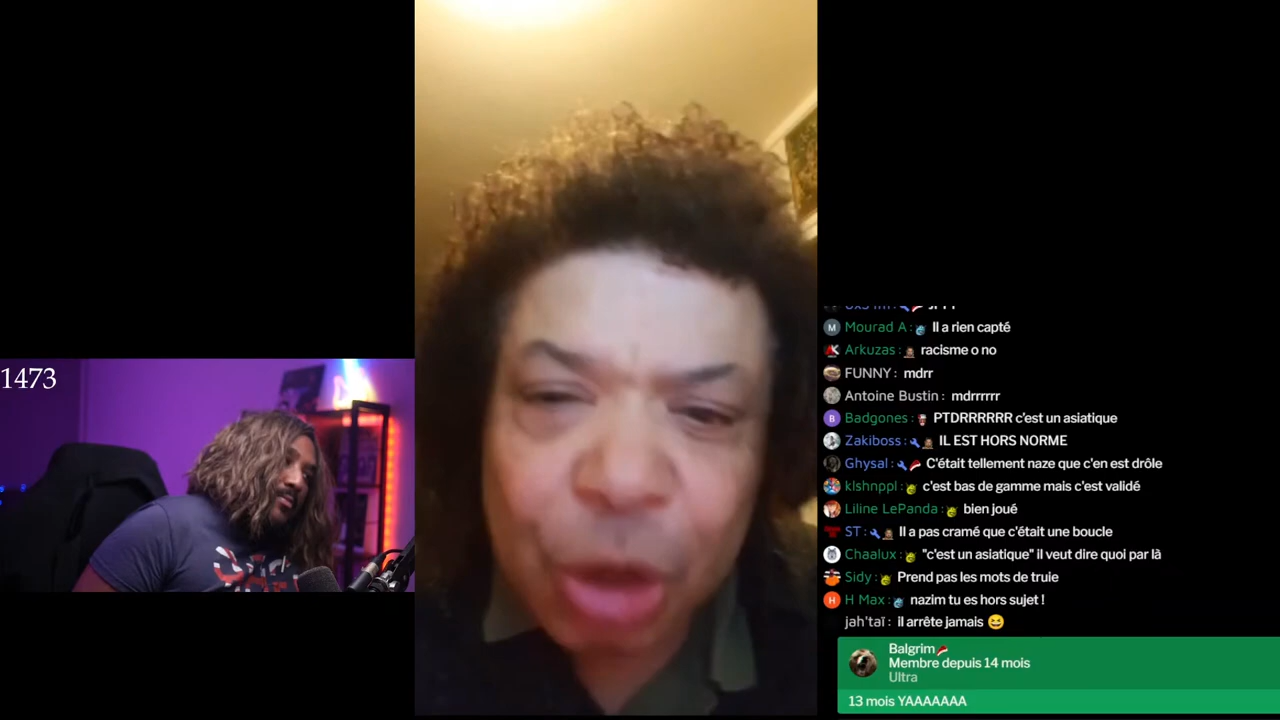 1473
Mourad A : Il a rien capté
Arkuzas : racisme o no
FUNNY : mdrr
Antoine Bustin : mdrrrrrr
Badgones : PTDRRRRRR c'est un asiatique
Zakiboss : IL EST HORS NORME
Ghysal : C'était tellement naze que c'en est drôle
klshnppl : c'est bas de gamme mais c'est validé
Liline LePanda : bien joué
ST : Il a pas cramé que c'était une boucle
Chaalux : "c'est un asiatique" il veut dire quoi par là
Sidy : Prend pas les mots de truie
H Max : nazim tu es hors sujet !
jah'taï : il arrête jamais 😆
Balgrim
Membre depuis 14 mois
Ultra
13 mois YAAAAAAA